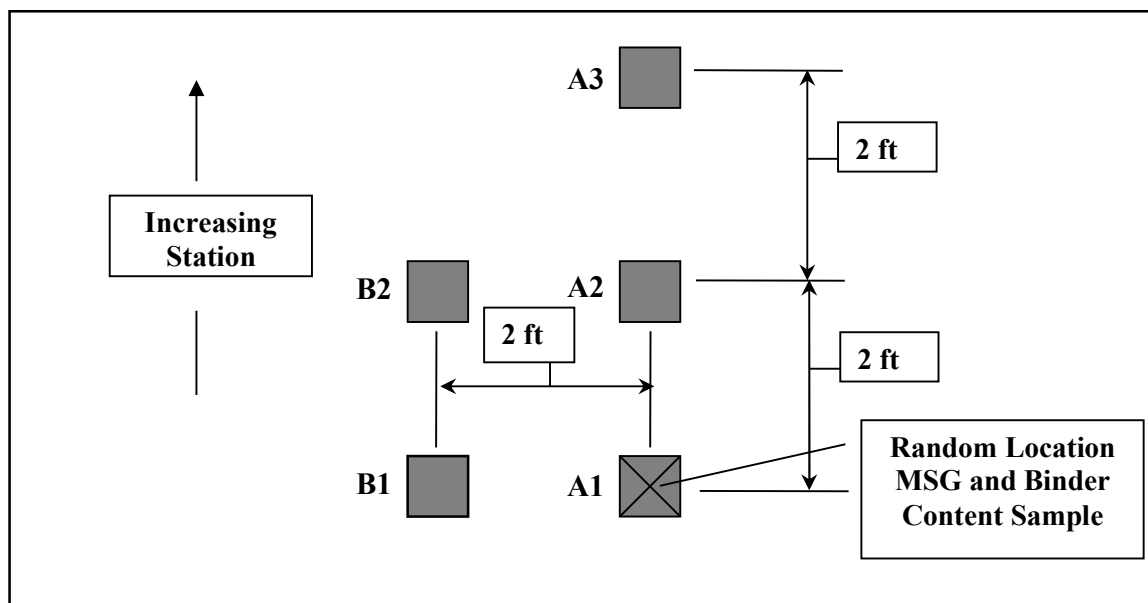 A3
2 ft
Increasing
Station
B2
A2
2 ft
2 ft
B1
A1
Random Location
MSG and Binder
Content Sample